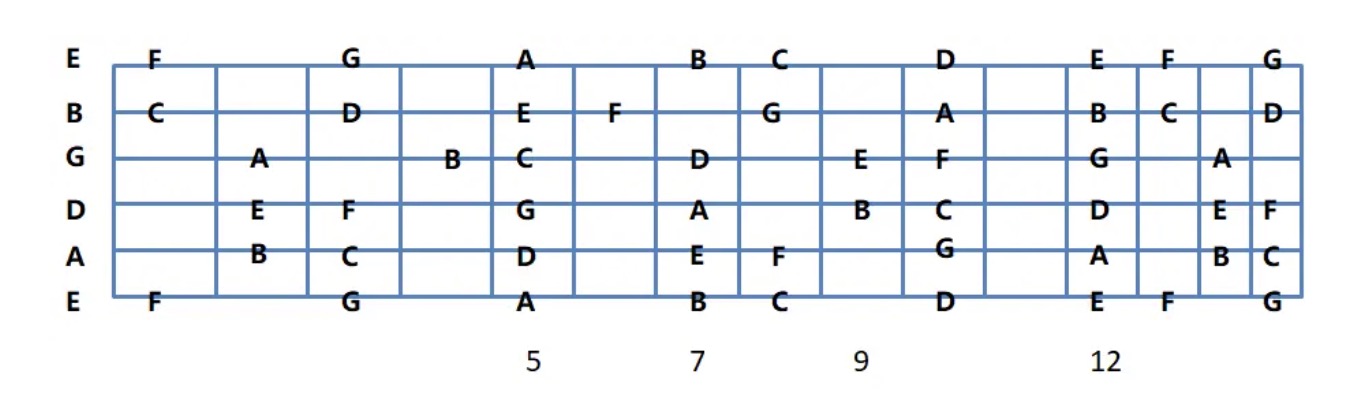 E F G A B C D E F G
B C D E F G A B C D
G A B C D E F G A
D E F G A B C D E F
A B C D E F G A B C
E F G A B C D E F G
5 7 9 12